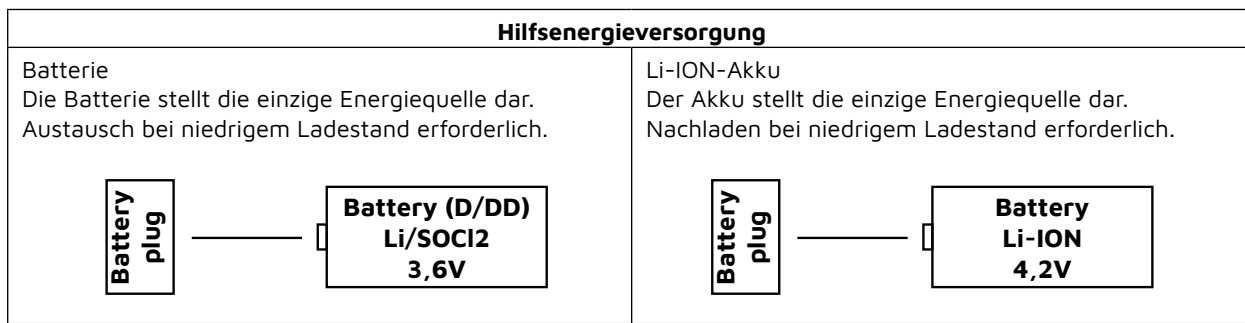 Hilfsenergieversorgung
Batterie
Die Batterie stellt die einzige Energiequelle dar.
Austausch bei niedrigem Ladestand erforderlich.
Battery
plug
Battery (D/DD)
Li/SOCl2
3,6V
Li-ION-Akku
Der Akku stellt die einzige Energiequelle dar.
Nachladen bei niedrigem Ladestand erforderlich.
Battery
plug
Battery
Li-ION
4,2V